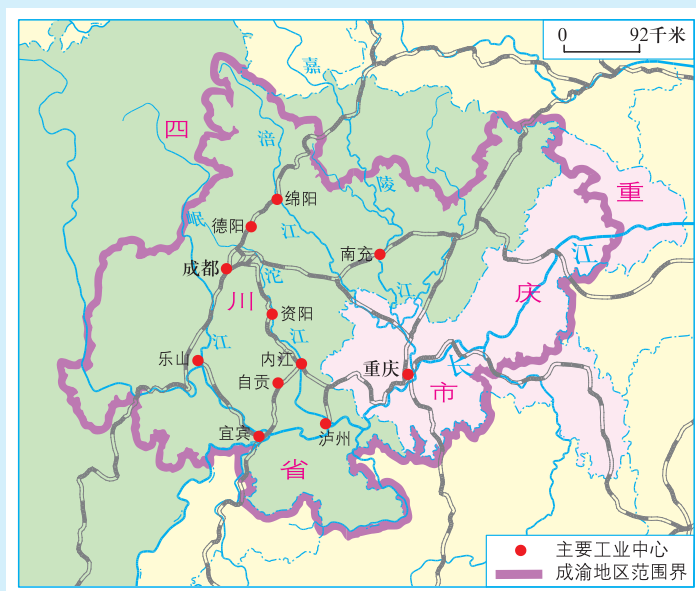 0 92千米
嘉
四
涪
陵
重
绵阳
岷
德阳
江
南充
江
成都
沱
川
江
庆
资阳
江
江
乐山
内江
重庆
长
自贡
市
宜宾
泸州
省
主要工业中心
成渝地区范围界